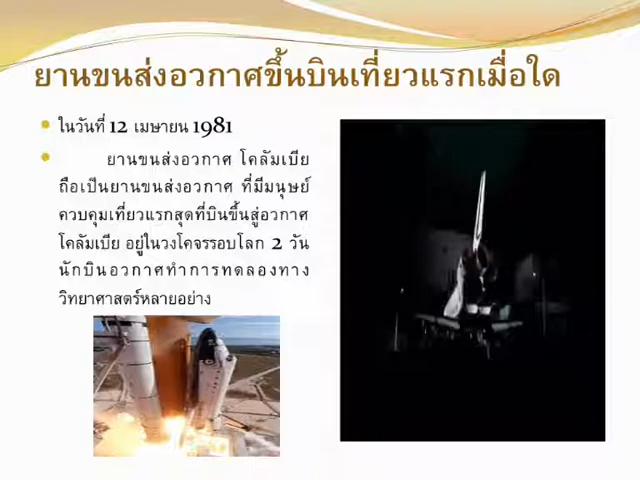 ยานขนส่งอวกาศขึ้นบินเที่ยวแรกเมื่อใด
ในวันที่ 12 เมษายน 1981
ยานขนส่งอวกาศ โคลัมเบีย
ถือเป็นยานขนส่งอวกาศ ที่มีมนุษย์
ควบคุมเที่ยวแรกสุดที่บินขึ้นสู่อวกาศ
โคลัมเบีย อยู่ในวงโคจรรอบโลก 2 วัน
นักบินอวกาศทำการทดลองทาง
วิทยาศาสตร์หลายอย่าง